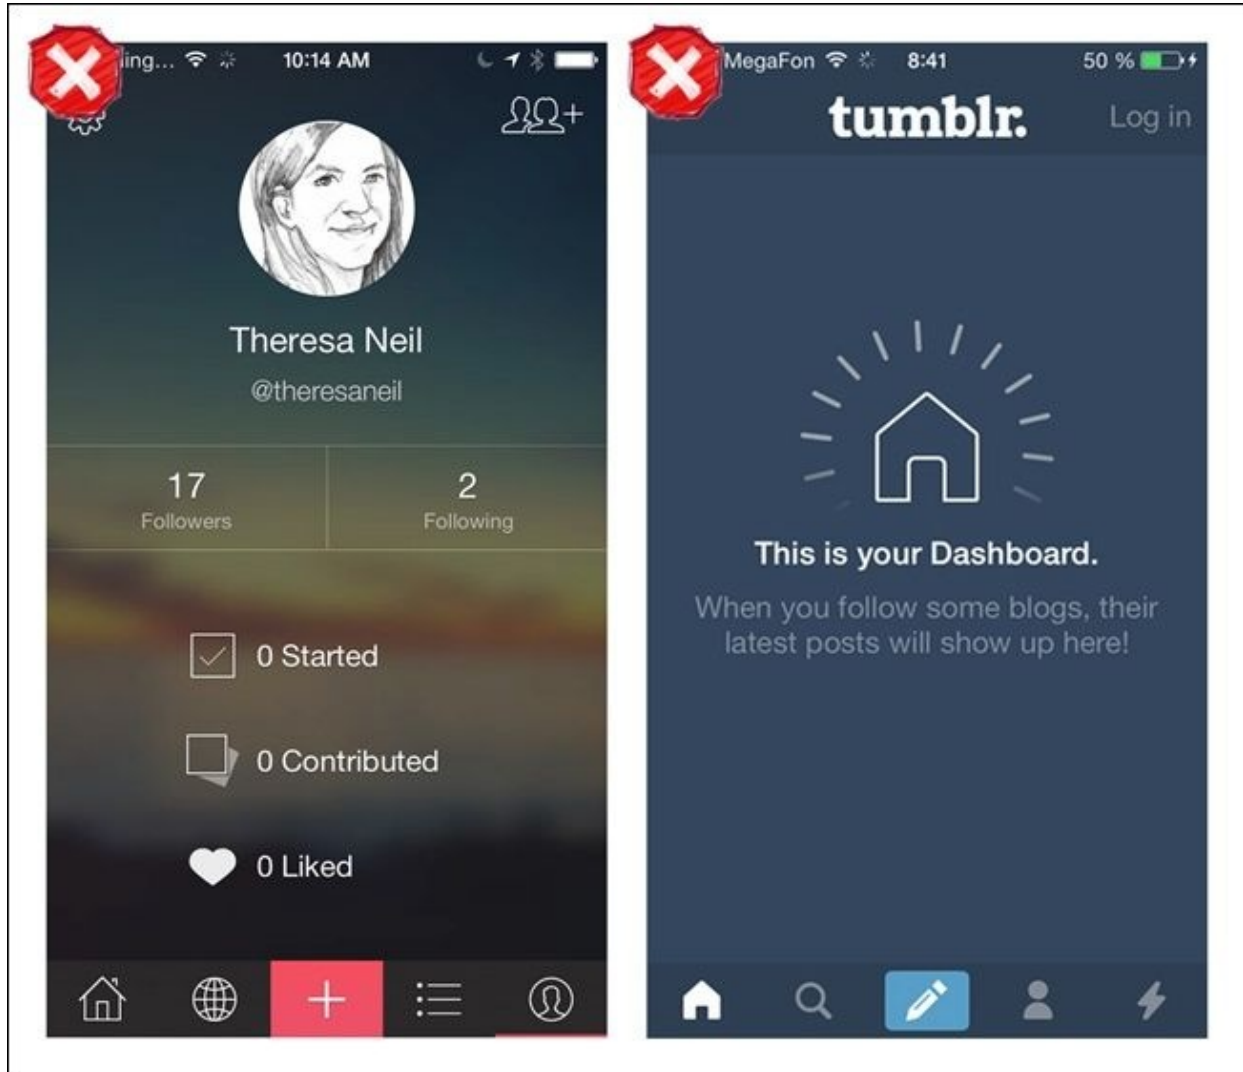 ing... 10:14 AM
Theresa Neil
@theresaneil
17 2
Followers Following
0 Started
0 Contributed
0 Liked
MegaFon 8:41 50 %
tumblr. Log in
This is your Dashboard.
When you follow some blogs, their
latest posts will show up here!